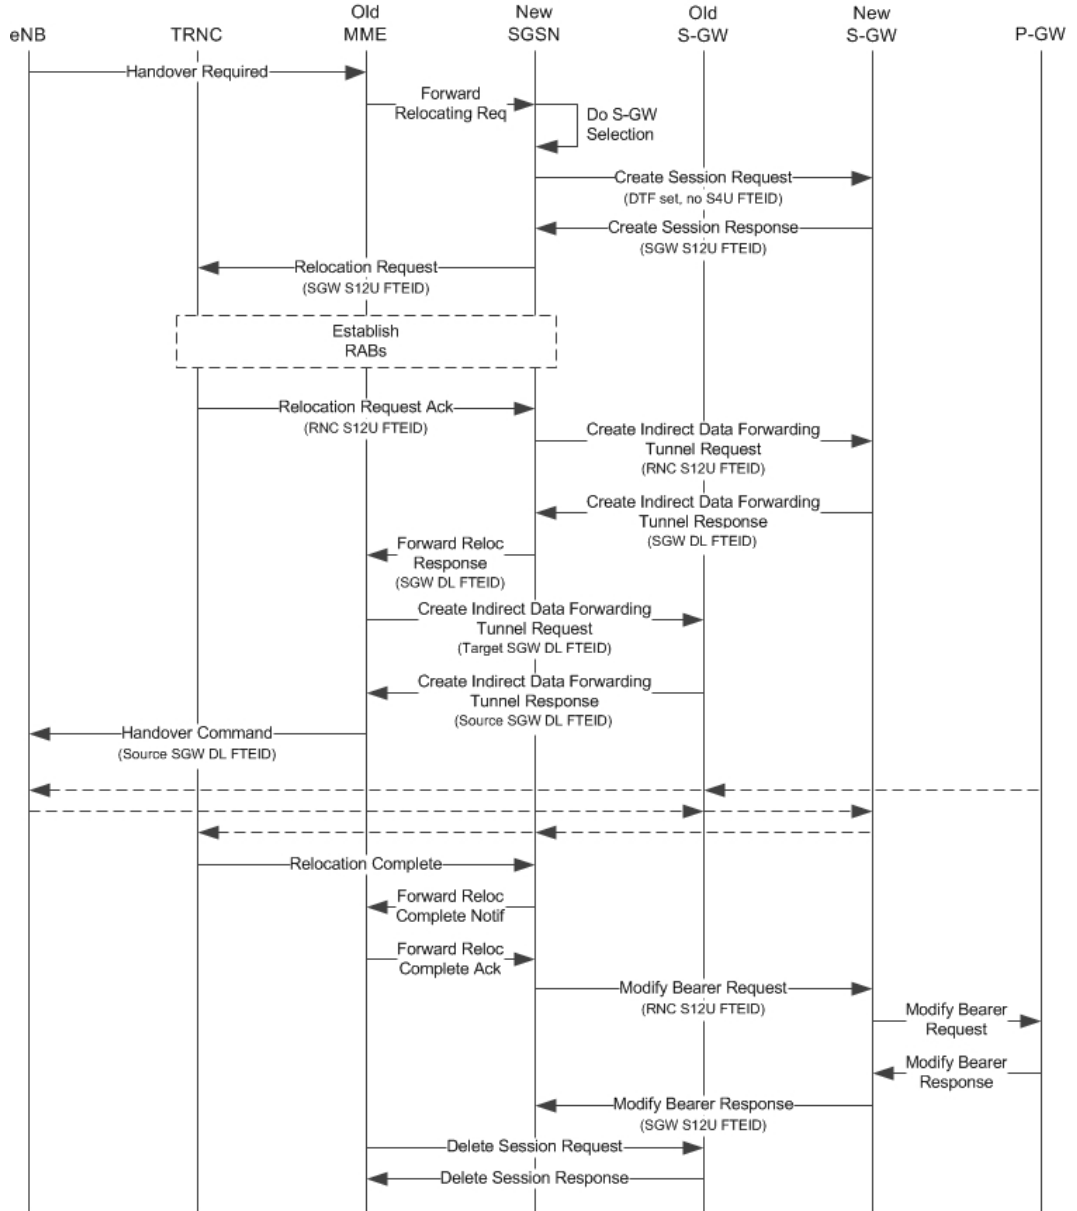 Old
New
Old
New
eNB
TRNC
MME
SGSN
S-GW
S-GW
P-GW
Handover Required
Forward
Relocating Req
Do S-GW
Selection
Create Session Request
(DTF set, no S4U FTEID)
Create Session Response
(SGW S12U FTEID)
Relocation Request
(SGW S12U FTEID)
Establish
RABs
Relocation Request Ack
(RNC S12U FTEID)
Create Indirect Data Forwarding
Tunnel Request
(RNC S12U FTEID)
Create Indirect Data Forwarding
Tunnel Response
(SGW DL FTEID)
Forward Reloc
Response
(SGW DL FTEID)
Create Indirect Data Forwarding
Tunnel Request
(Target SGW DL FTEID)
Create Indirect Data Forwarding
Tunnel Response
(Source SGW DL FTEID)
Handover Command
(Source SGW DL FTEID)
Relocation Complete
Forward Reloc
Complete Notif
Forward Reloc
Complete Ack
Modify Bearer Request
(RNC S12U FTEID)
Modify Bearer
Request
Modify Bearer
Response
Modify Bearer Response
(SGW S12U FTEID)
Delete Session Request
Delete Session Response